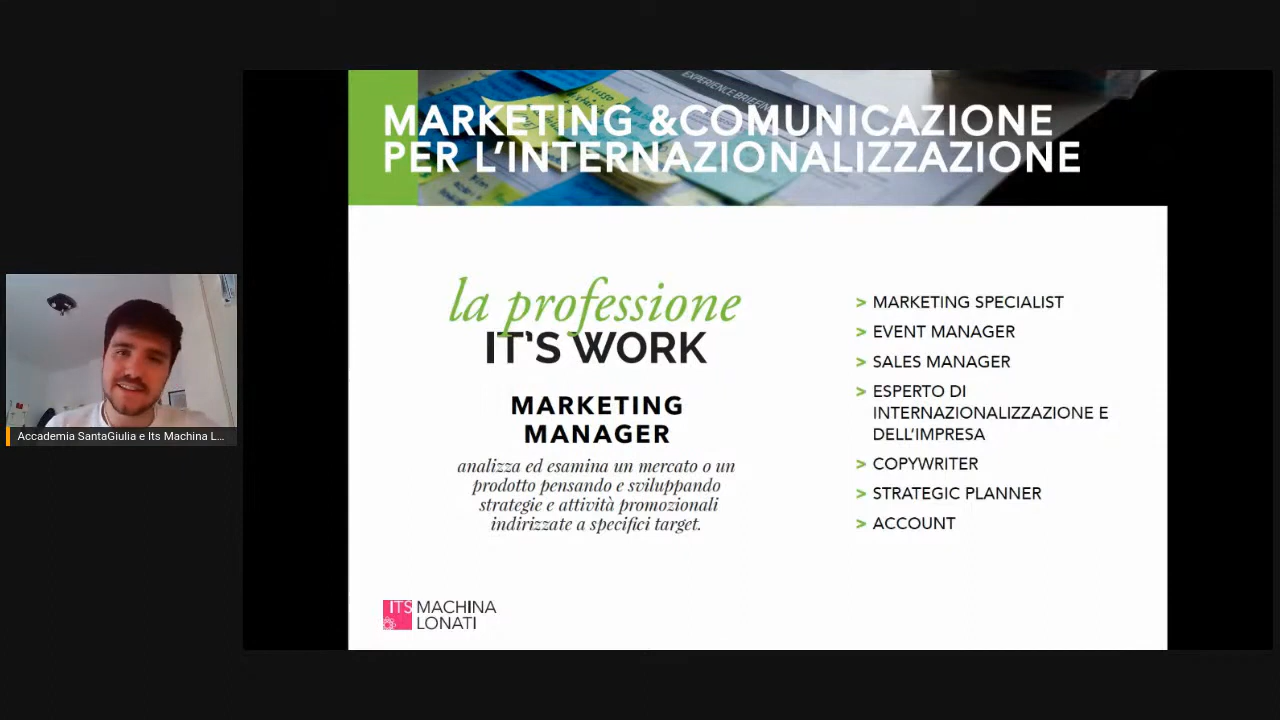 EXPERIENCE BRIEFIN
MARKETING &COMUNICAZIONE
PER L'INTERNAZIONALIZZAZIONE
la professione
IT'S WORK
MARKETING
MANAGER
analizza ed esamina un mercato o un
prodotto pensando e sviluppando
strategie e attività promozionali
indirizzate a specifici target.
> MARKETING SPECIALIST
> EVENT MANAGER
> SALES MANAGER
> ESPERTO DI
INTERNAZIONALIZZAZIONE E
DELL'IMPRESA
> COPYWRITER
> STRATEGIC PLANNER
> ACCOUNT
ITS MACHINA
LONATI
Accademia SantaGiulia e Its Machina L...